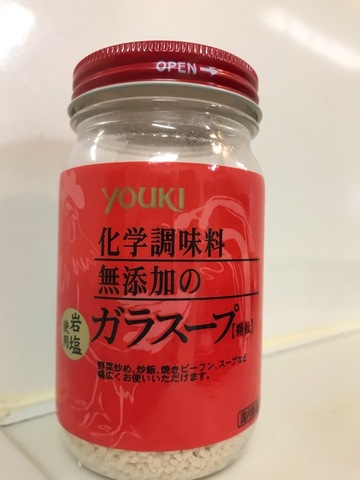 OPEN→
YOUKI
化学調味料
無添加の
ガラスープ[顆粒]
岩塩
使用
野菜炒め、炒飯、焼きビーフン、スープなど
幅広くお使いいただけます。